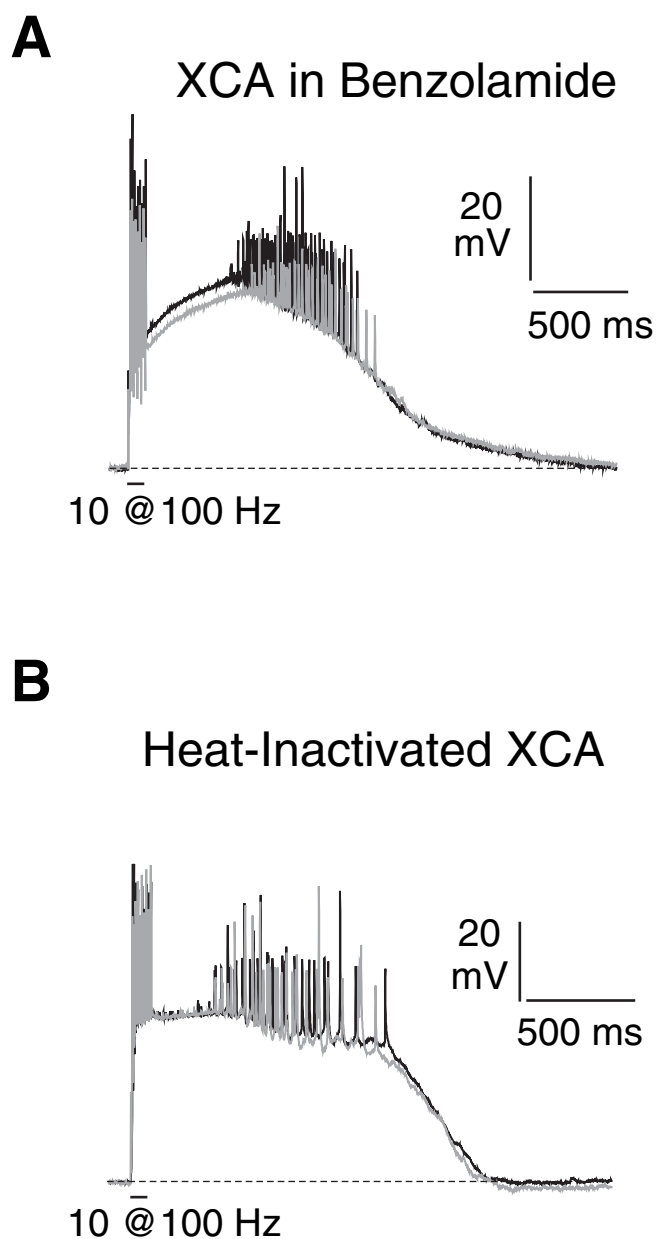 A
XCA in Benzolamide
20
mV
500 ms
10 @100 Hz
B
Heat-Inactivated XCA
20
mV
500 ms
10 @100 Hz